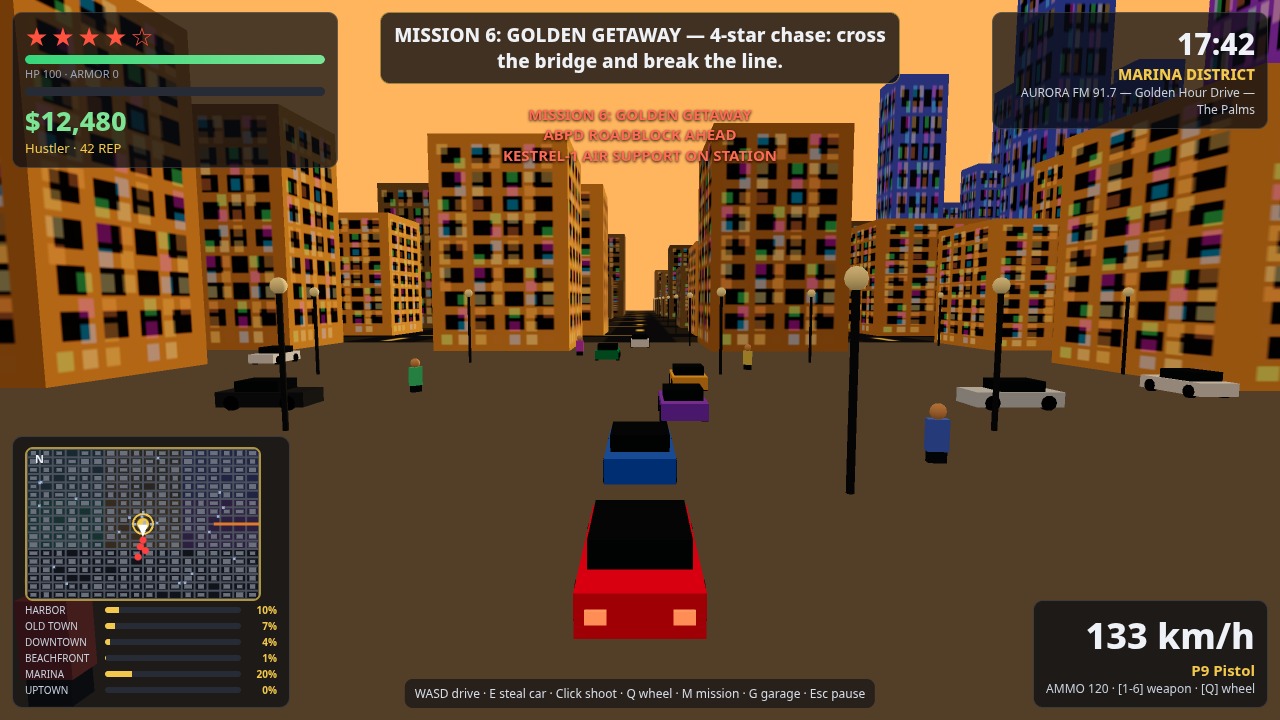 ★★★★☆
HP 100 · ARMOR 0
$12,480
Hustler · 42 REP
MISSION 6: GOLDEN GETAWAY — 4-star chase: cross
the bridge and break the line.
17:42
MARINA DISTRICT
AURORA FM 91.7 — Golden Hour Drive —
The Palms
MISSION 6: GOLDEN GETAWAY
ABPD ROADBLOCK AHEAD
KESTREL-1 AIR SUPPORT ON STATION
N
HARBOR 10%
OLD TOWN 7%
DOWNTOWN 4%
BEACHFRONT 1%
MARINA 20%
UPTOWN 0%
WASD drive · E steal car · Click shoot · Q wheel · M mission · G garage · Esc pause
133 km/h
P9 Pistol
AMMO 120 · [1-6] weapon · [Q] wheel